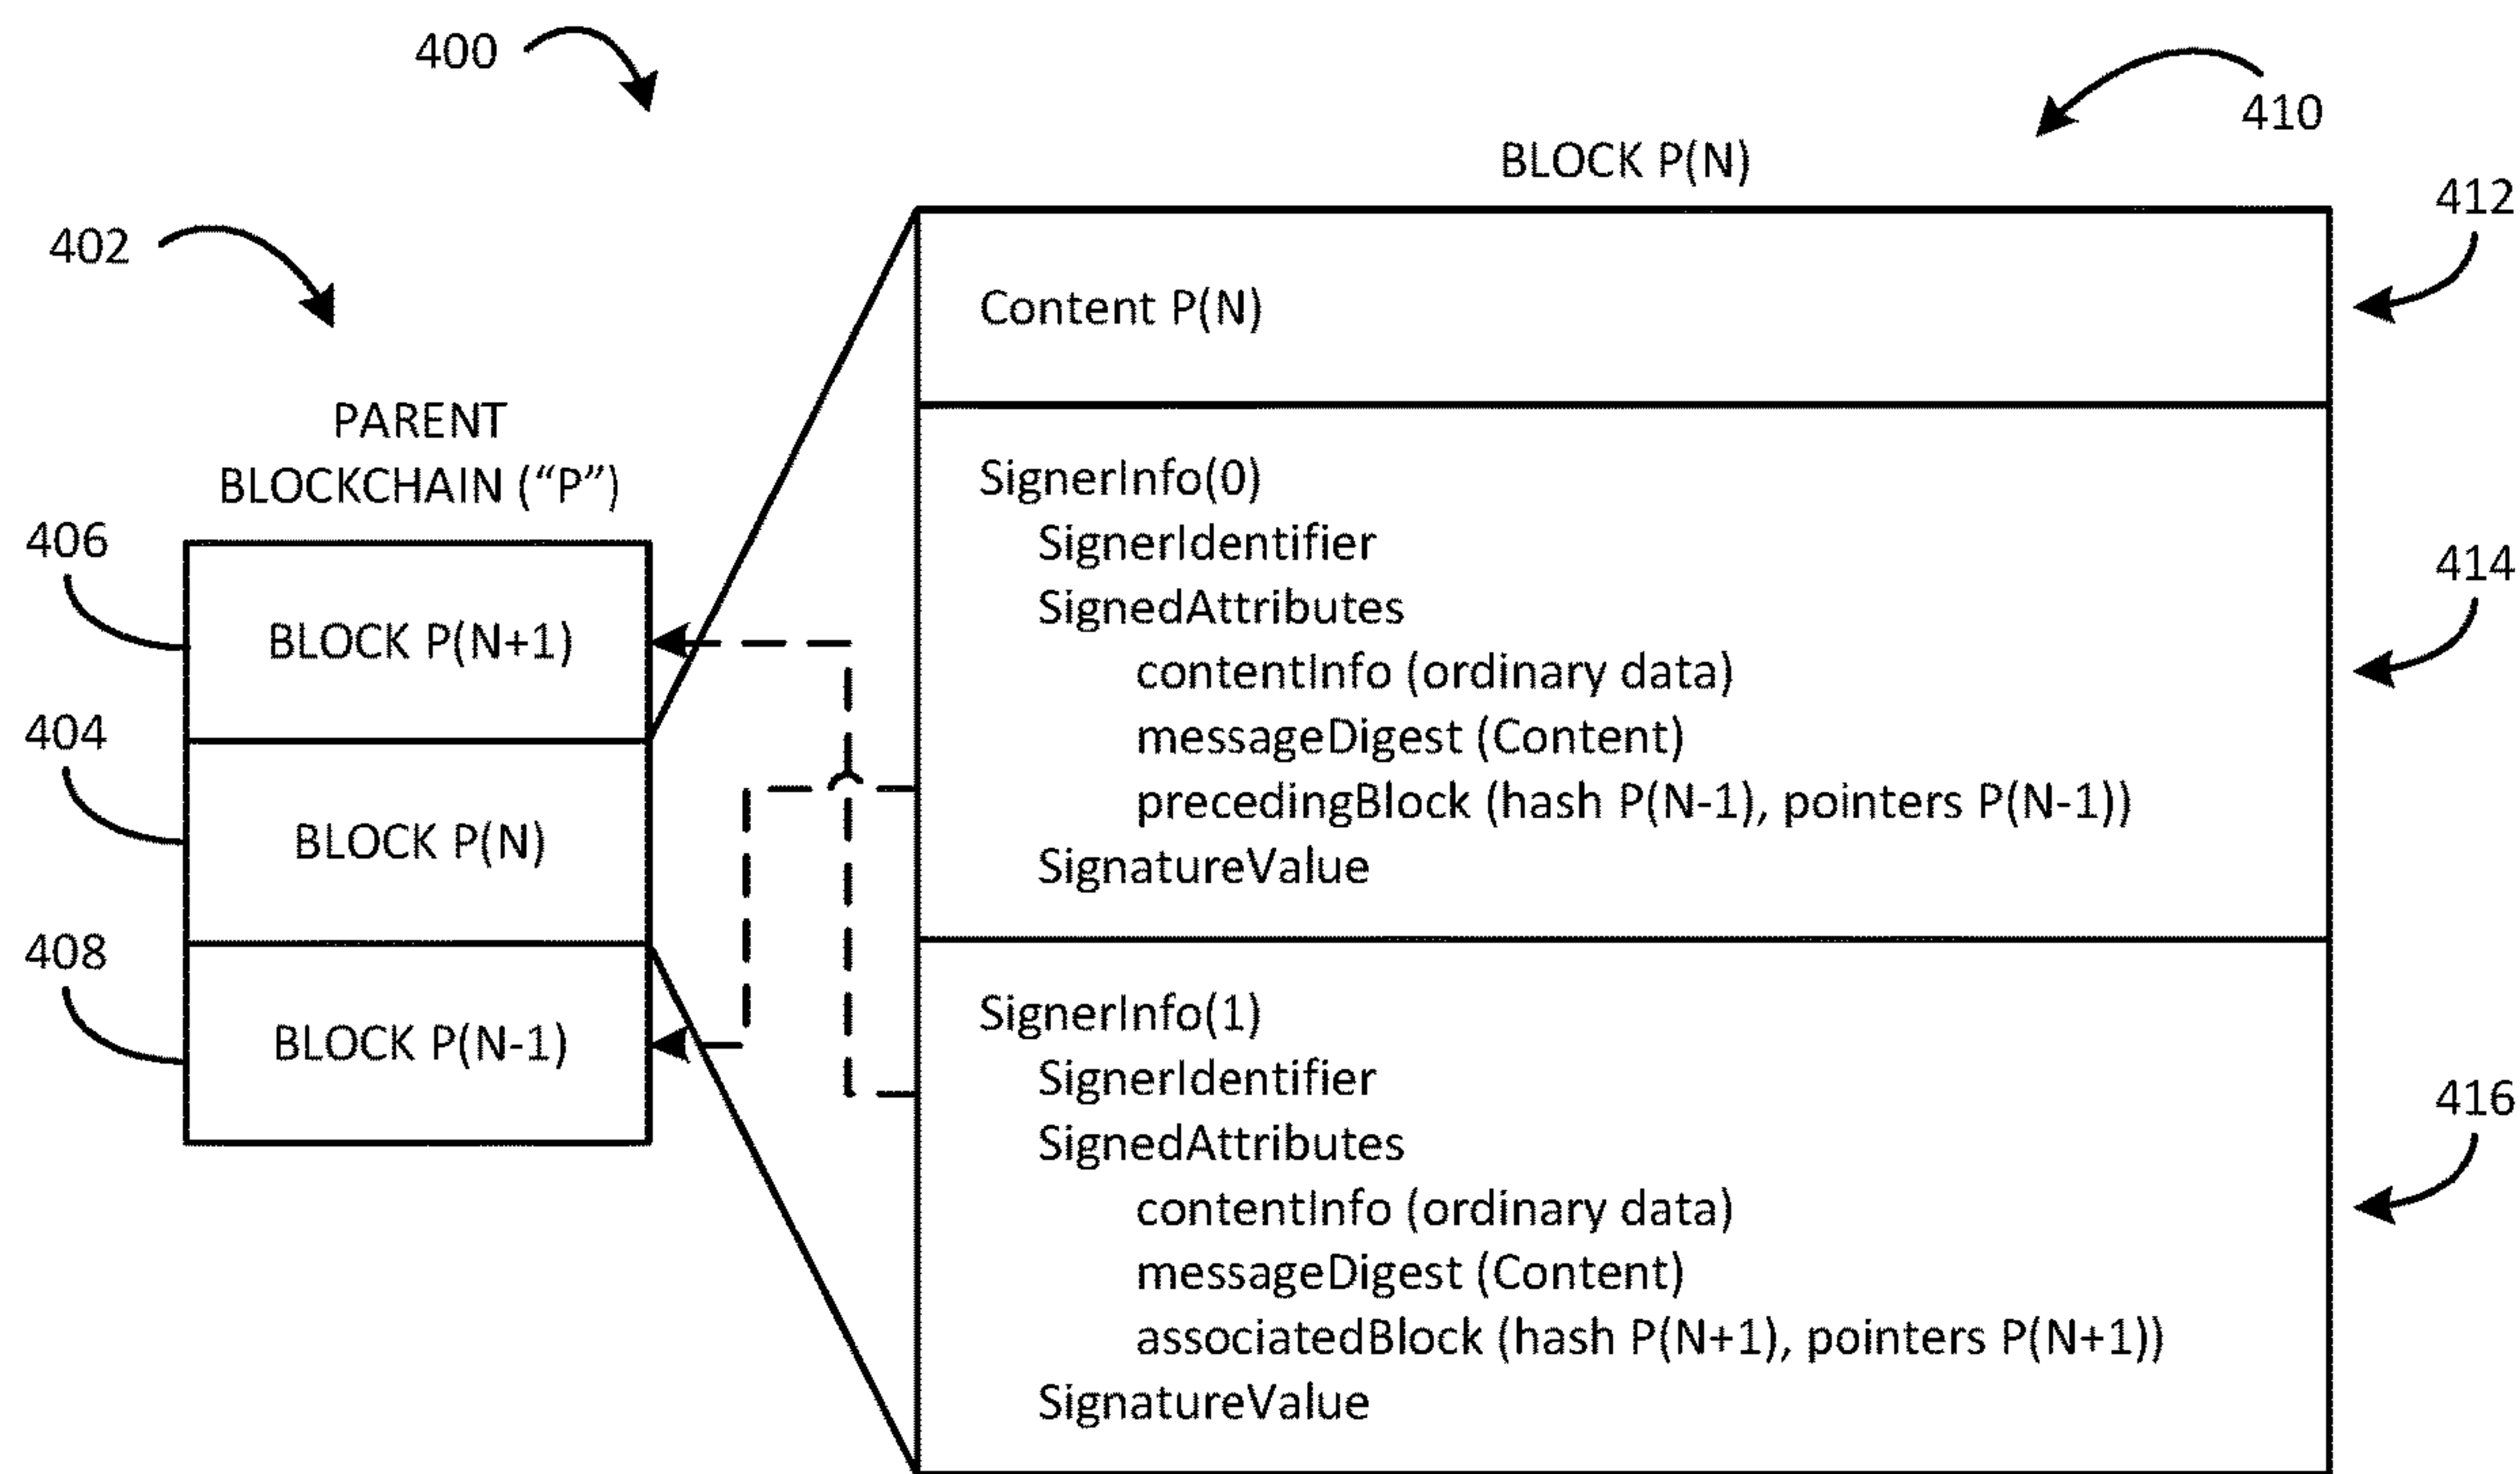 400
410
BLOCK P(N)
412
402
Content P(N)
PARENT
BLOCKCHAIN (“P”)
406
BLOCK P(N+1)
404
BLOCK P(N)
408
BLOCK P(N-1)
SignerInfo(0)
SignerIdentifier
SignedAttributes
contentInfo (ordinary data)
messageDigest (Content)
precedingBlock (hash P(N-1), pointers P(N-1))
SignatureValue
414
SignerInfo(1)
SignerIdentifier
SignedAttributes
contentInfo (ordinary data)
messageDigest (Content)
associatedBlock (hash P(N+1), pointers P(N+1))
SignatureValue
416